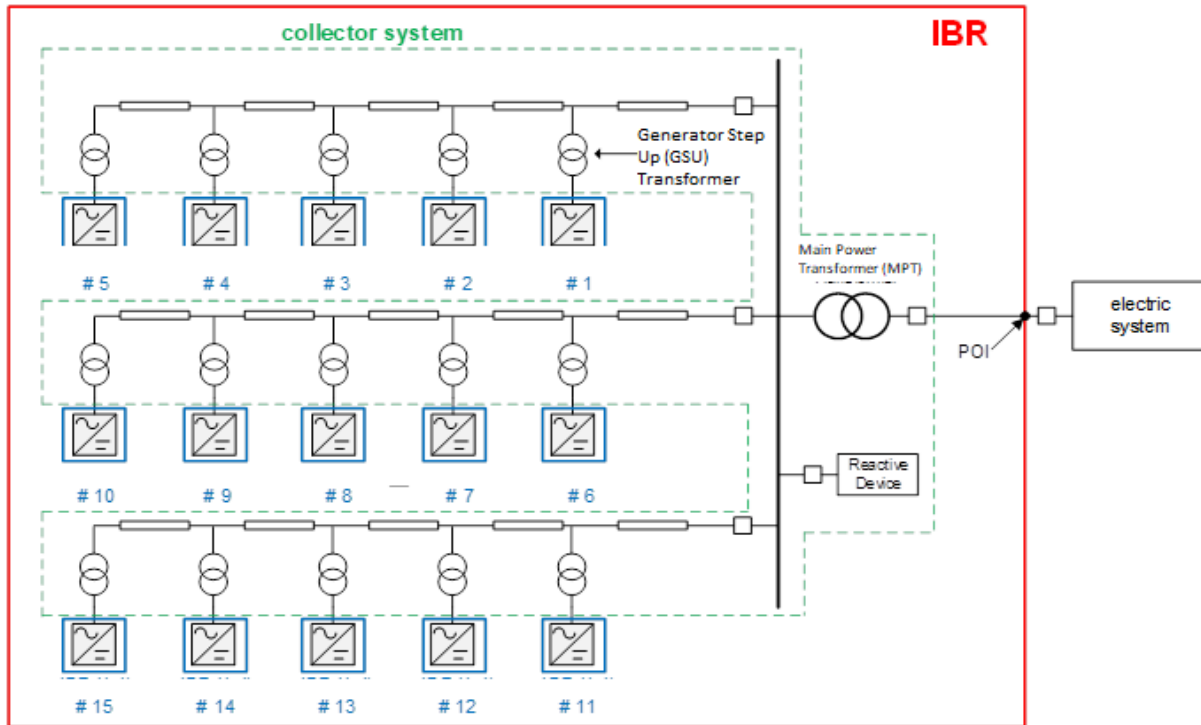 collector system
IBR
Generator Step
Up (GSU)
Transformer
# 5
# 4
# 3
# 2
# 1
Main Power
Transformer (MPT)
electric
system
POI
# 10
# 9
# 8
# 7
# 6
Reactive
Device
# 15
# 14
# 13
# 12
# 11